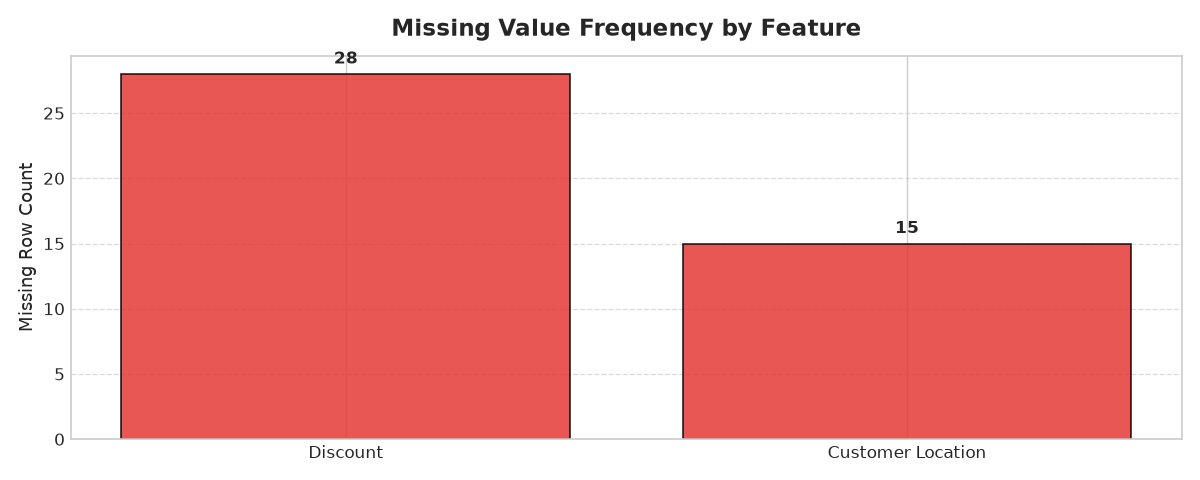 Missing Value Frequency by Feature
28
25
20
15
15
10
5
0
Missing Row Count
Discount
Customer Location